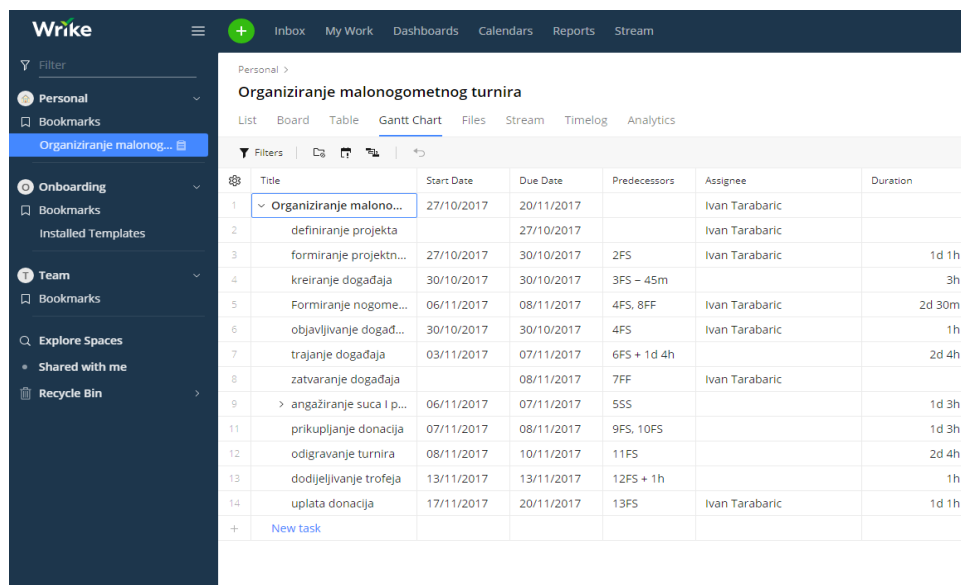 Wrike
Inbox My Work Dashboards Calendars Reports Stream
Filter
Personal
Bookmarks
Organiziranje malonog...
Onboarding
Bookmarks
Installed Templates
Team
Bookmarks
Explore Spaces
Shared with me
Recycle Bin
Personal >
Organiziranje malonogometnog turnira
List Board Table Gantt Chart Files Stream Timelog Analytics
Filters
Title Start Date Due Date Predecessors Assignee Duration
1 Organiziranje malono... 27/10/2017 20/11/2017 Ivan Tarabaric
2 definiranje projekta 27/10/2017 Ivan Tarabaric
3 formiranje projektn... 27/10/2017 30/10/2017 2FS Ivan Tarabaric 1d 1h
4 kreiranje događaja 30/10/2017 30/10/2017 3FS – 45m 3h
5 Formiranje nogome... 06/11/2017 08/11/2017 4FS, 8FF Ivan Tarabaric 2d 30m
6 objavljivanje događ... 30/10/2017 30/10/2017 4FS Ivan Tarabaric 1h
7 trajanje događaja 03/11/2017 07/11/2017 6FS + 1d 4h 2d 4h
8 zatvaranje događaja 08/11/2017 7FF Ivan Tarabaric
9 > angažiranje suca I p... 06/11/2017 07/11/2017 5SS 1d 3h
11 prikupljanje donacija 07/11/2017 08/11/2017 9FS, 10FS 1d 3h
12 odigravanje turnira 08/11/2017 10/11/2017 11FS 2d 4h
13 dodijeljivanje trofeja 13/11/2017 13/11/2017 12FS + 1h 1h
14 uplata donacija 17/11/2017 20/11/2017 13FS Ivan Tarabaric 1d 1h
+ New task